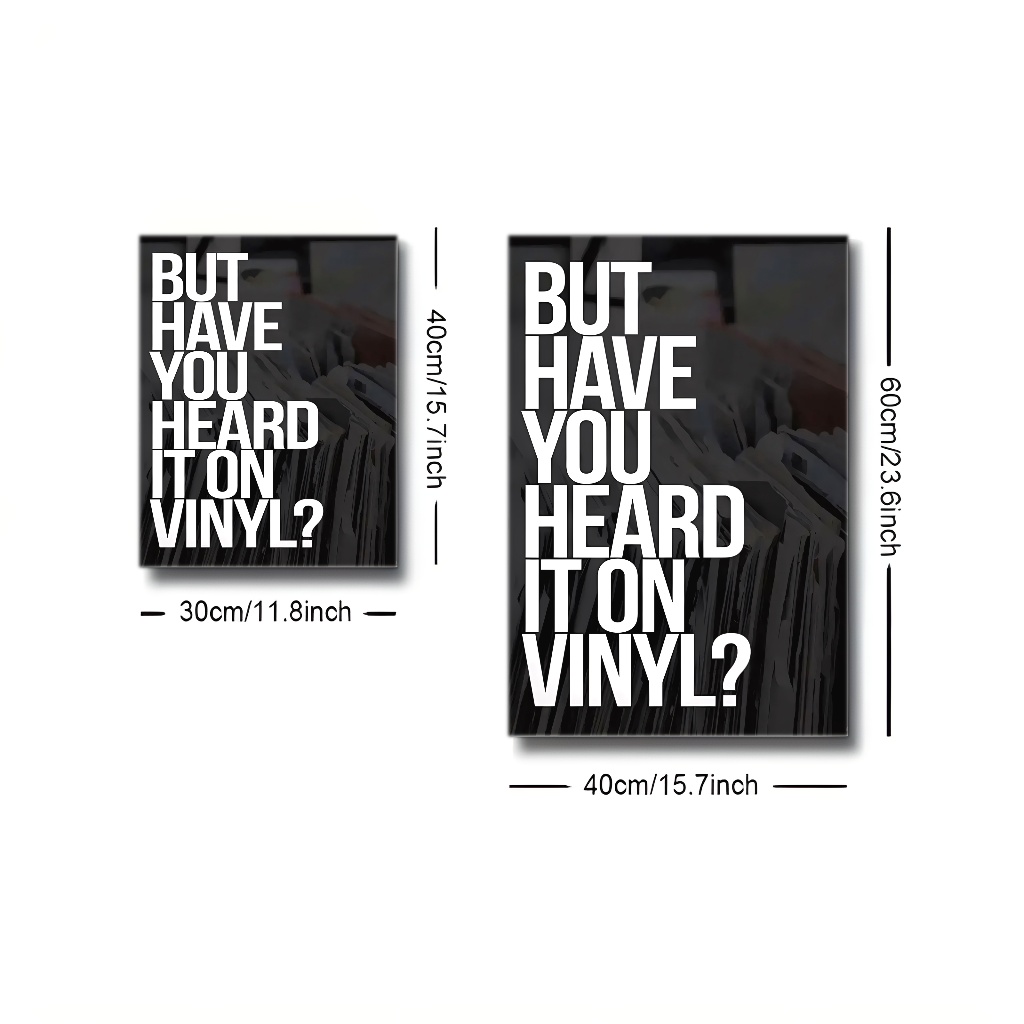 BUT
HAVE
YOU
HEARD
IT ON
VINYL?
40cm/15.7inch
30cm/11.8inch
BUT
HAVE
YOU
HEARD
IT ON
VINYL?
60cm/23.6inch
40cm/15.7inch